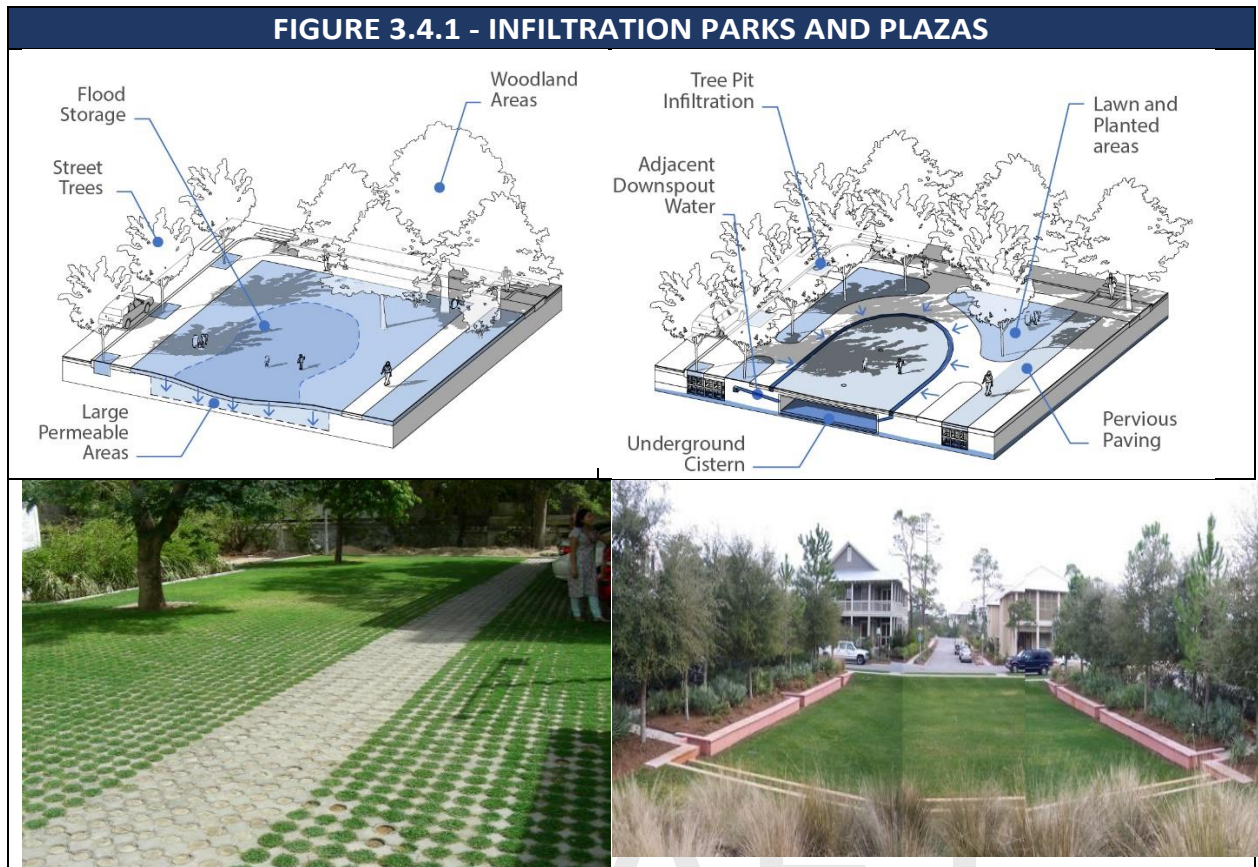 FIGURE 3.4.1 - INFILTRATION PARKS AND PLAZAS
Flood
Storage
Woodland
Areas
Street
Trees
Large
Permeable
Areas
Tree Pit
Infiltration
Lawn and
Planted
areas
Adjacent
Downspout
Water
Underground
Cistern
Pervious
Paving